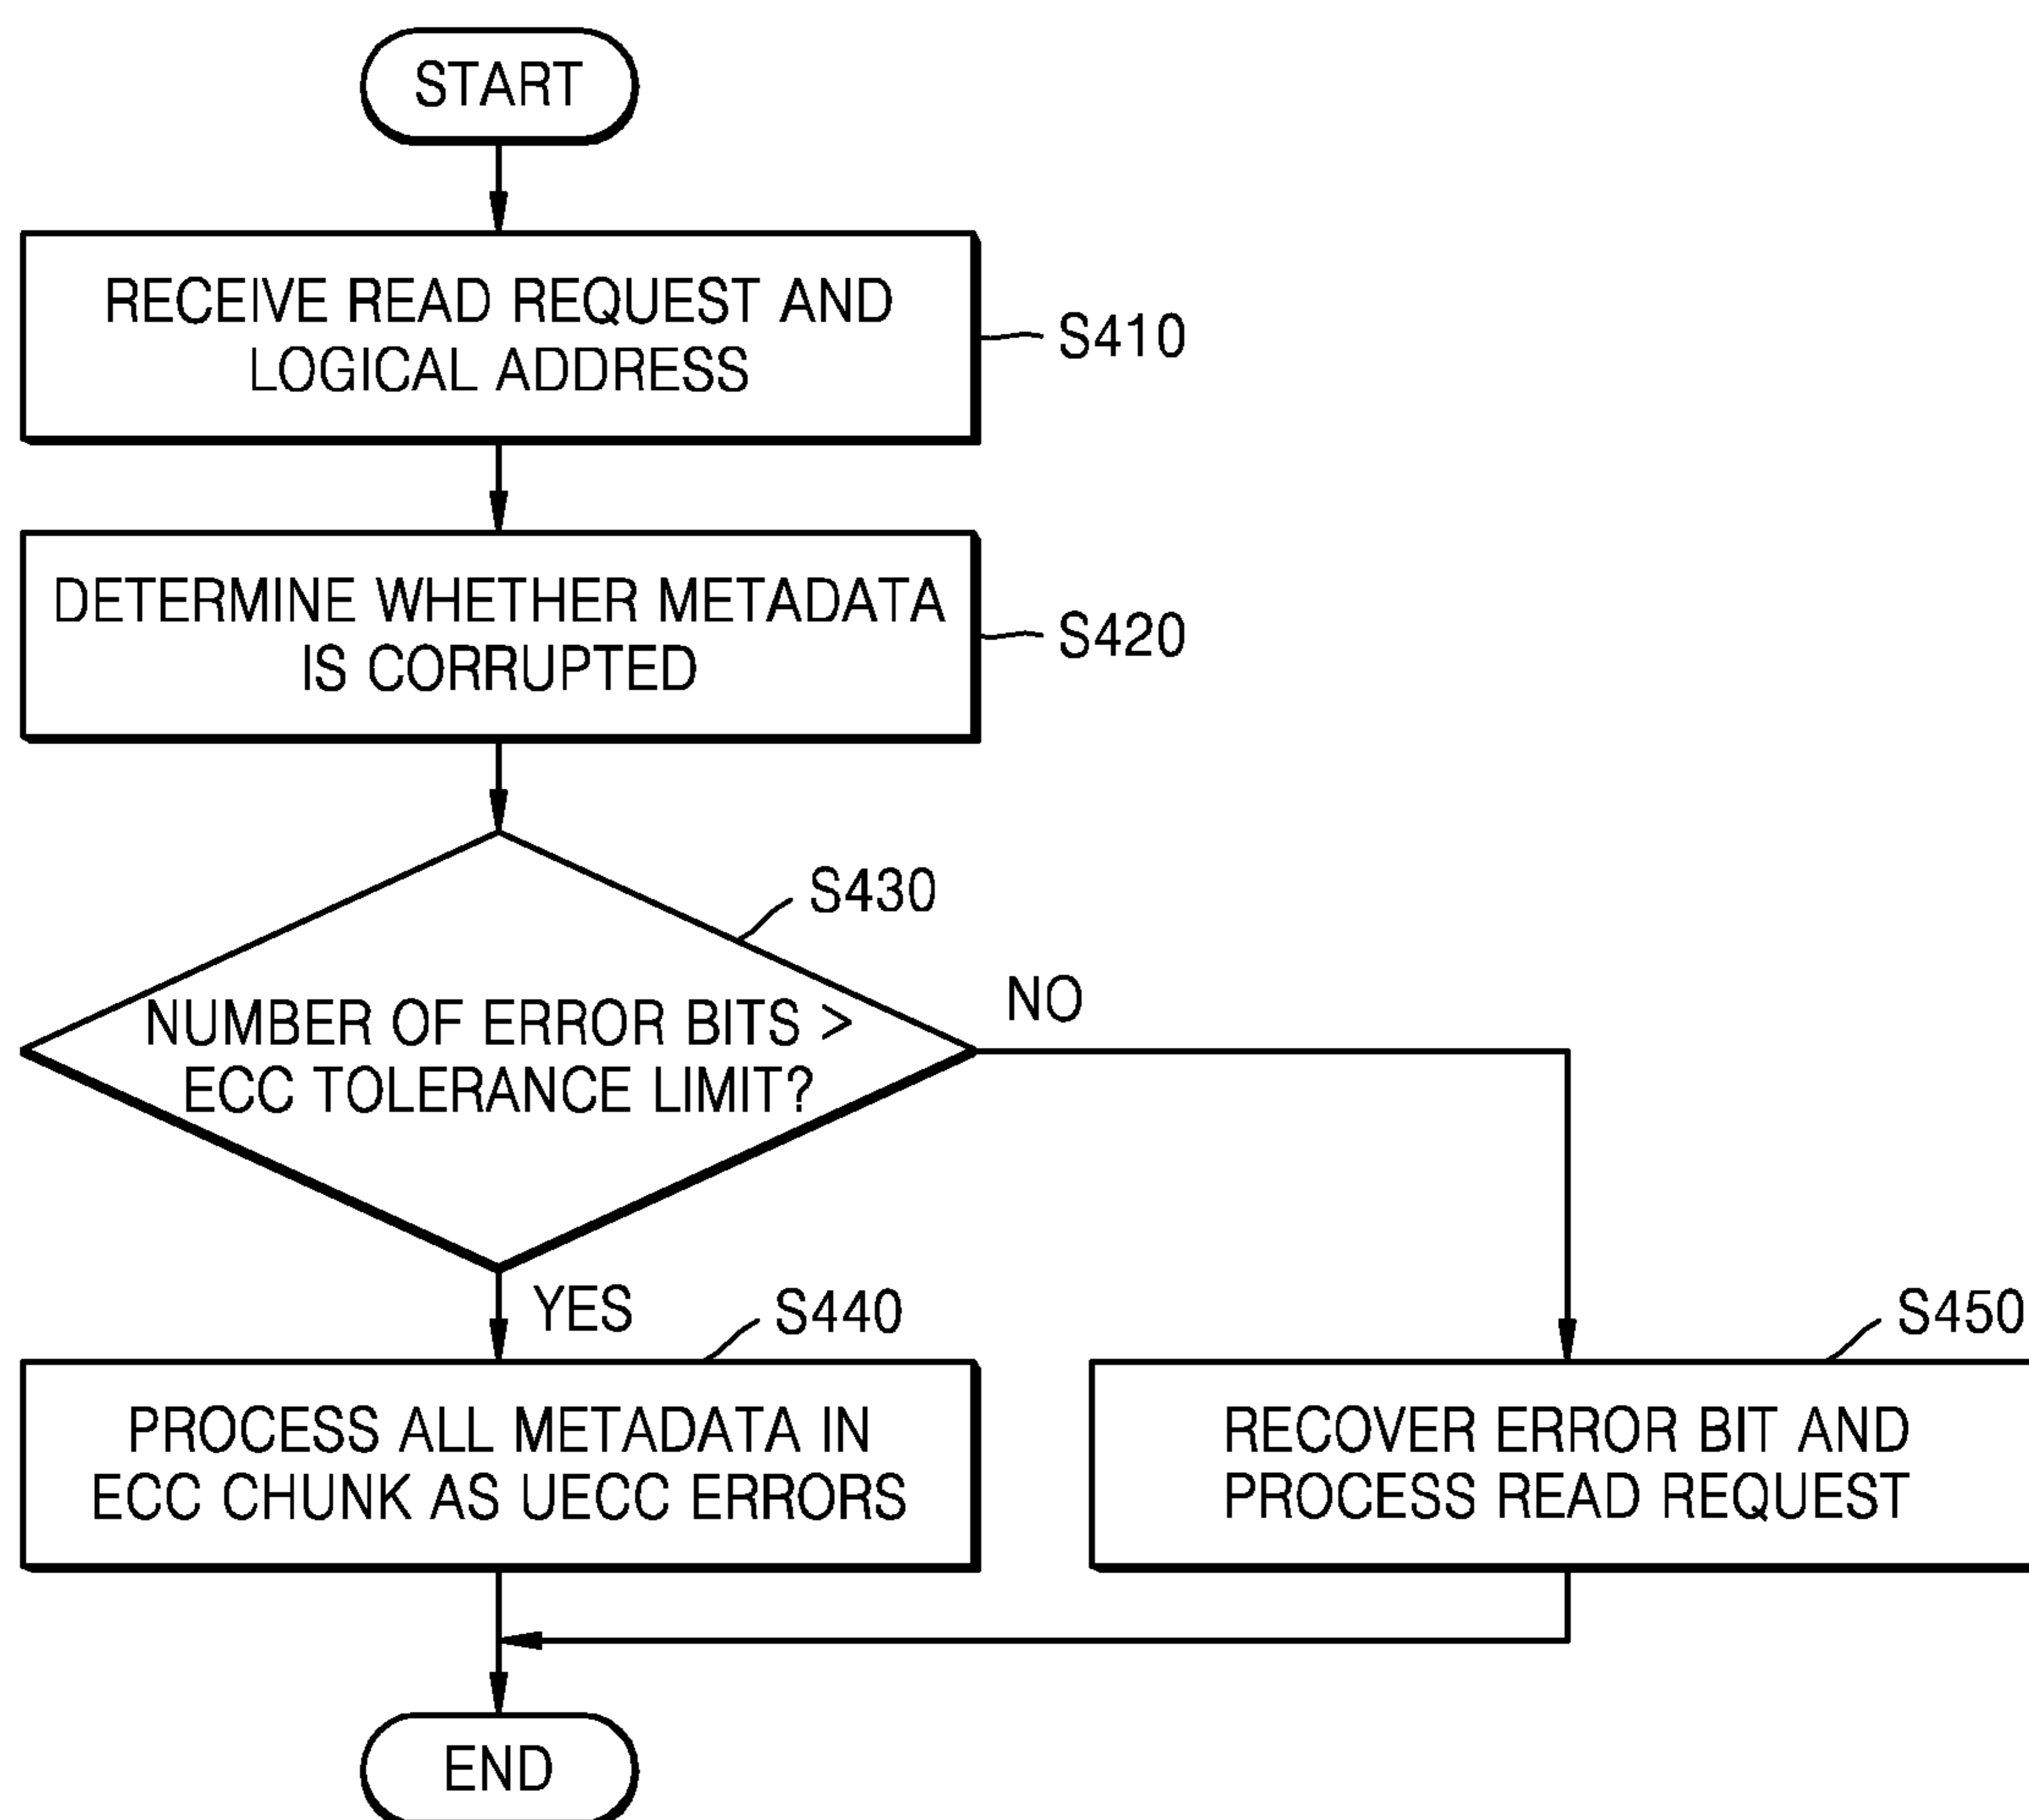 START
RECEIVE READ REQUEST AND
LOGICAL ADDRESS
S410
DETERMINE WHETHER METADATA
IS CORRUPTED
S420
S430
NUMBER OF ERROR BITS >
ECC TOLERANCE LIMIT?
NO
YES
S440
PROCESS ALL METADATA IN
ECC CHUNK AS UECC ERRORS
S450
RECOVER ERROR BIT AND
PROCESS READ REQUEST
END